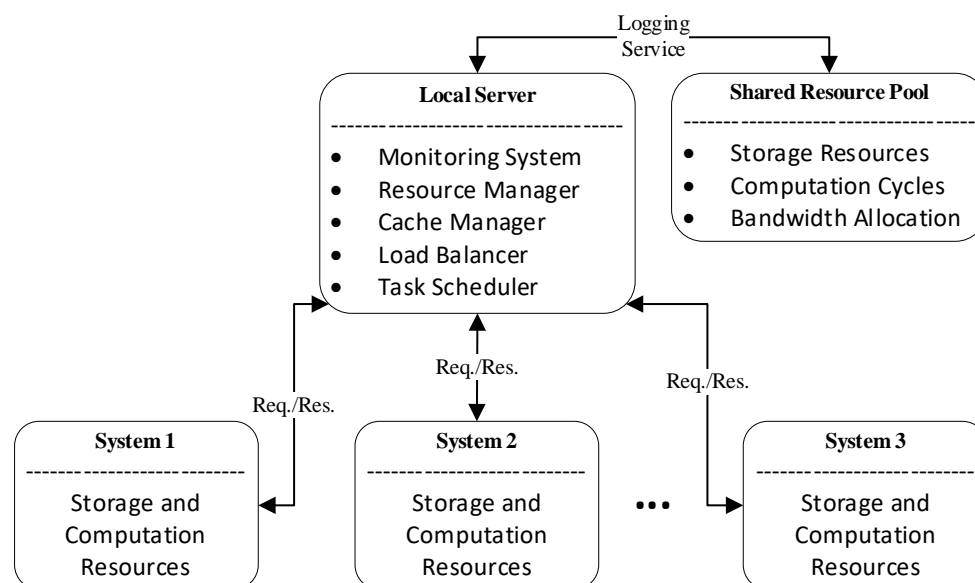 Logging
Service
Local Server
--------------------------------
• Monitoring System
• Resource Manager
• Cache Manager
• Load Balancer
• Task Scheduler
Shared Resource Pool
--------------------------------
• Storage Resources
• Computation Cycles
• Bandwidth Allocation
Req./Res.
Req./Res.
Req./Res.
System 1
------------------------
Storage and
Computation
Resources
System 2
------------------------
Storage and
Computation
Resources
...
System 3
------------------------
Storage and
Computation
Resources